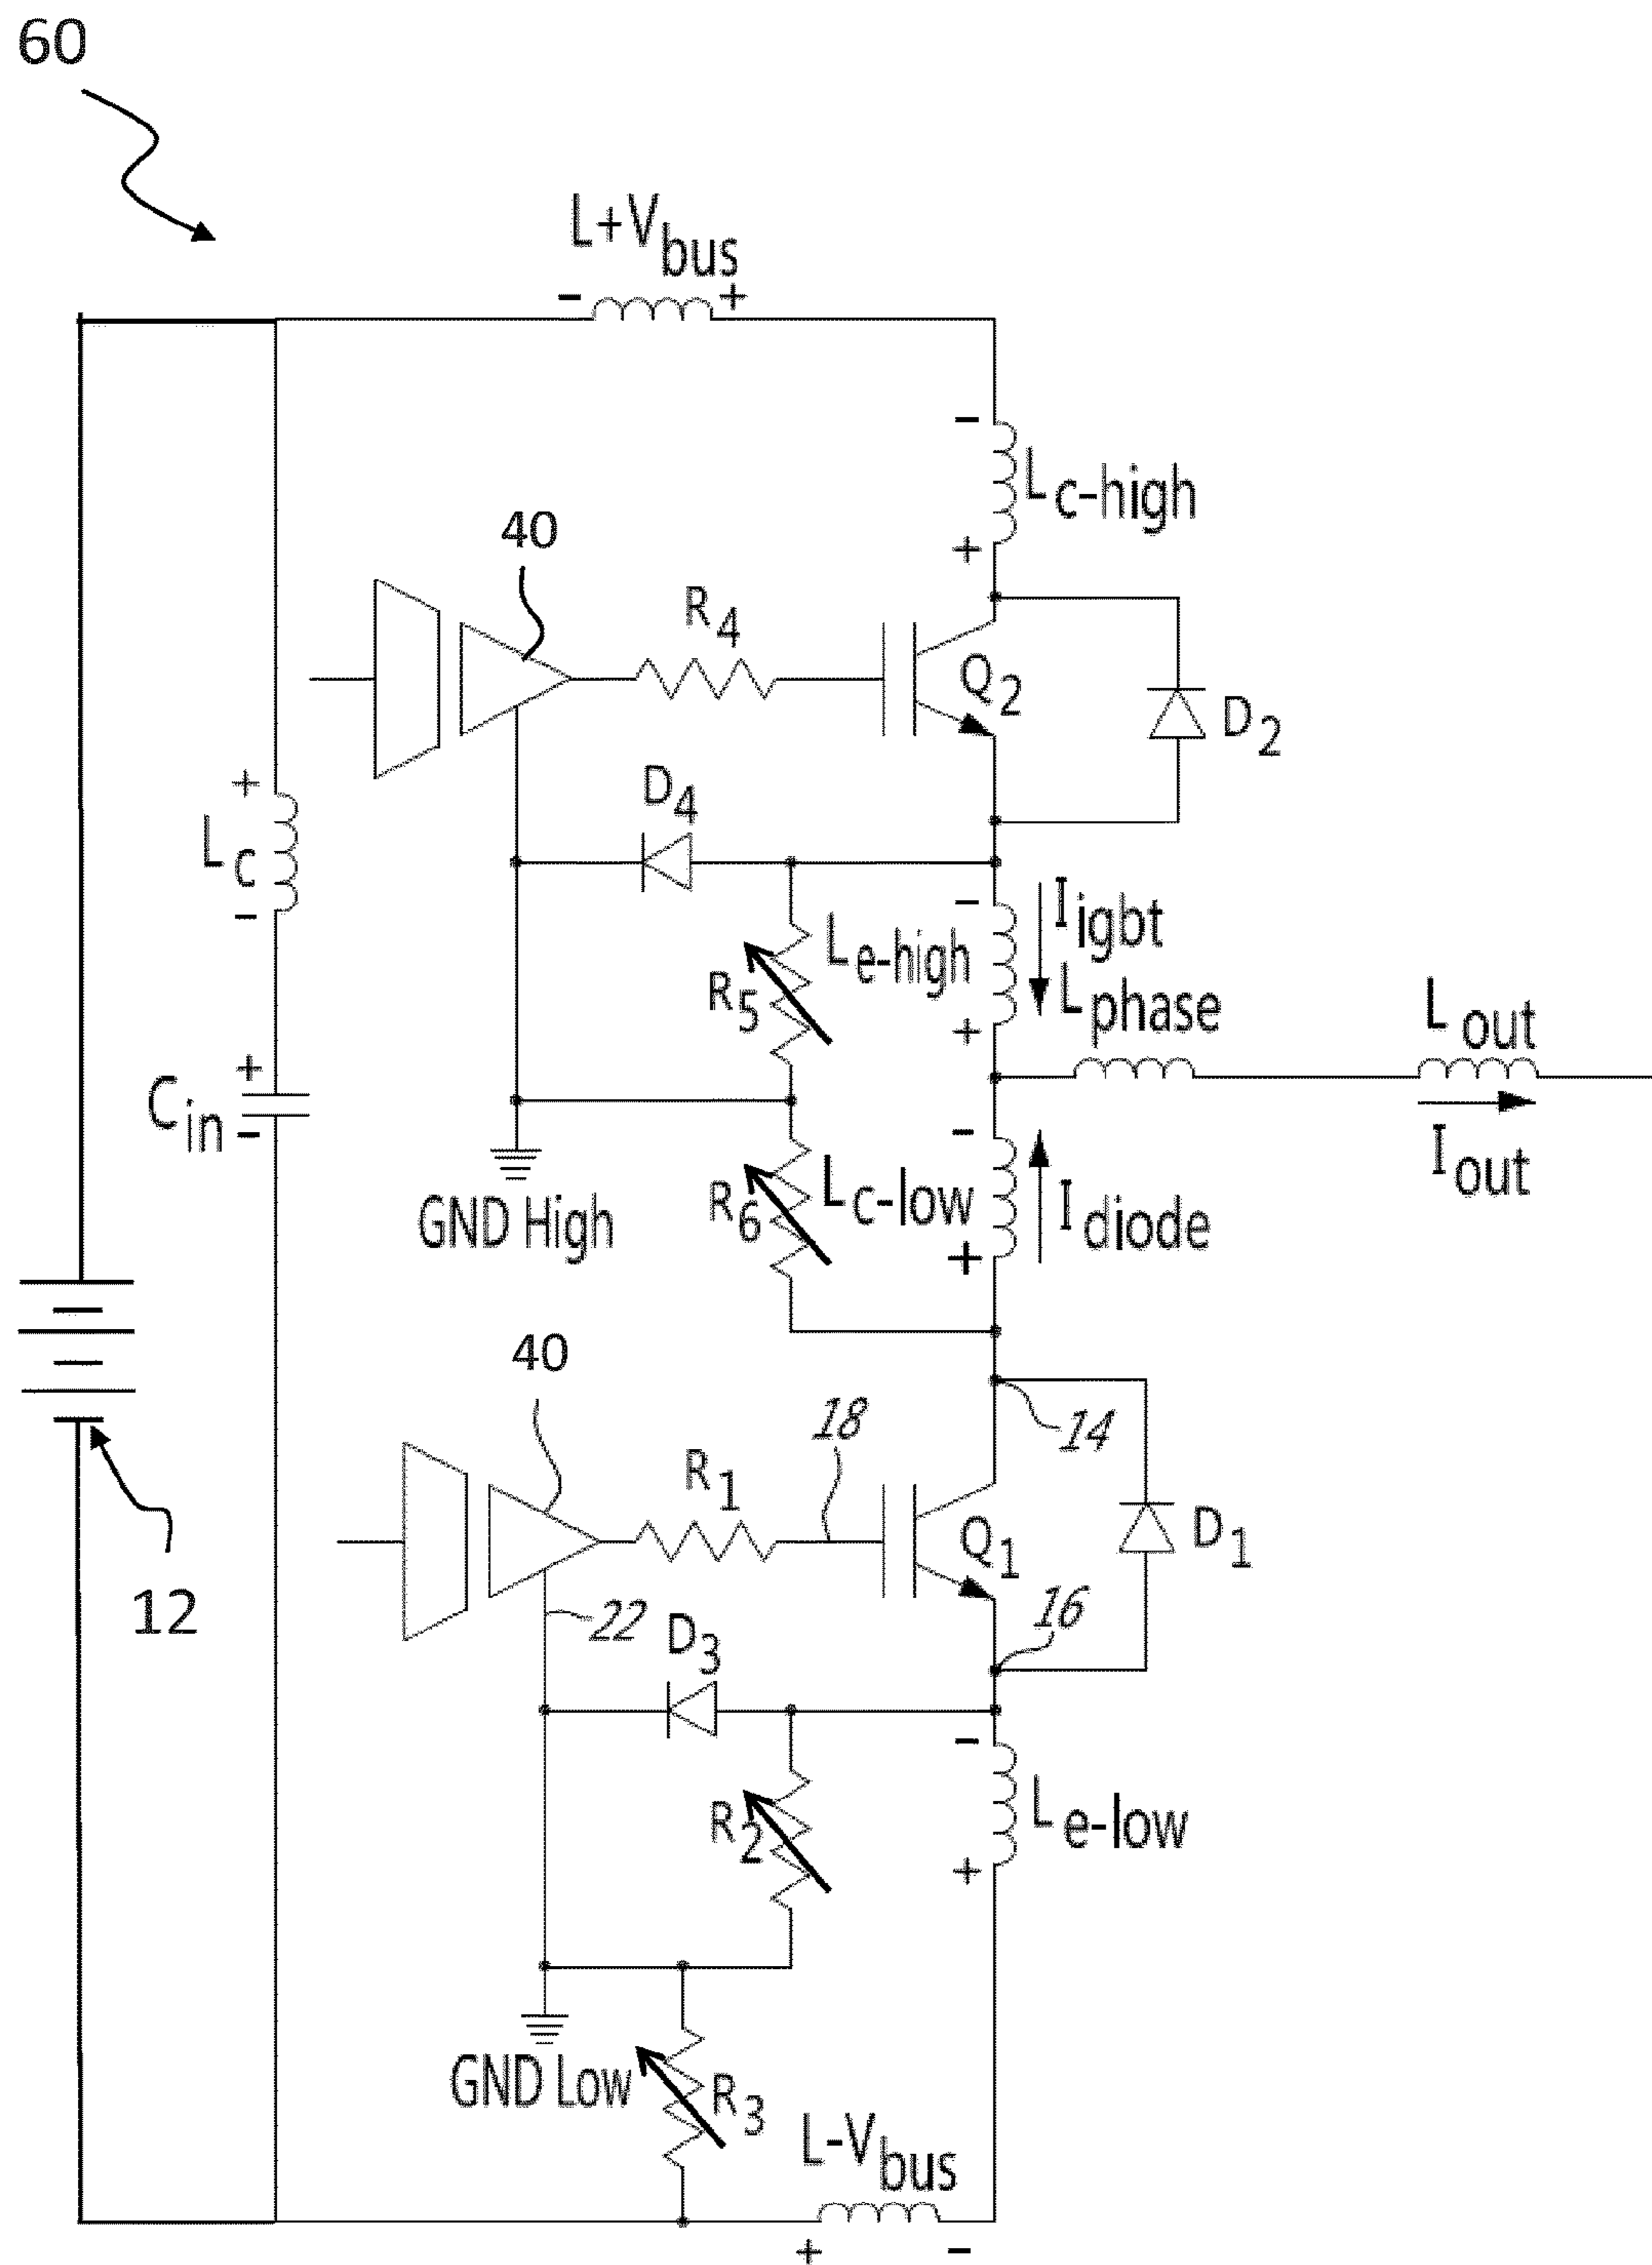 60
L+Vbus
- +
-
Lc-high
+
40
R4
Q2
D2
+
Lc
-
D4
-
Iigbt
Le-high
Lphase
R5
+
Lout
Iout
+
Cin
-
GND High
-
Lc-low
Idiode
R6
+
40
18
14
R1
Q1
D1
12
22
16
D3
-
R2
Le-low
+
GND Low
R3
L-Vbus
+ -